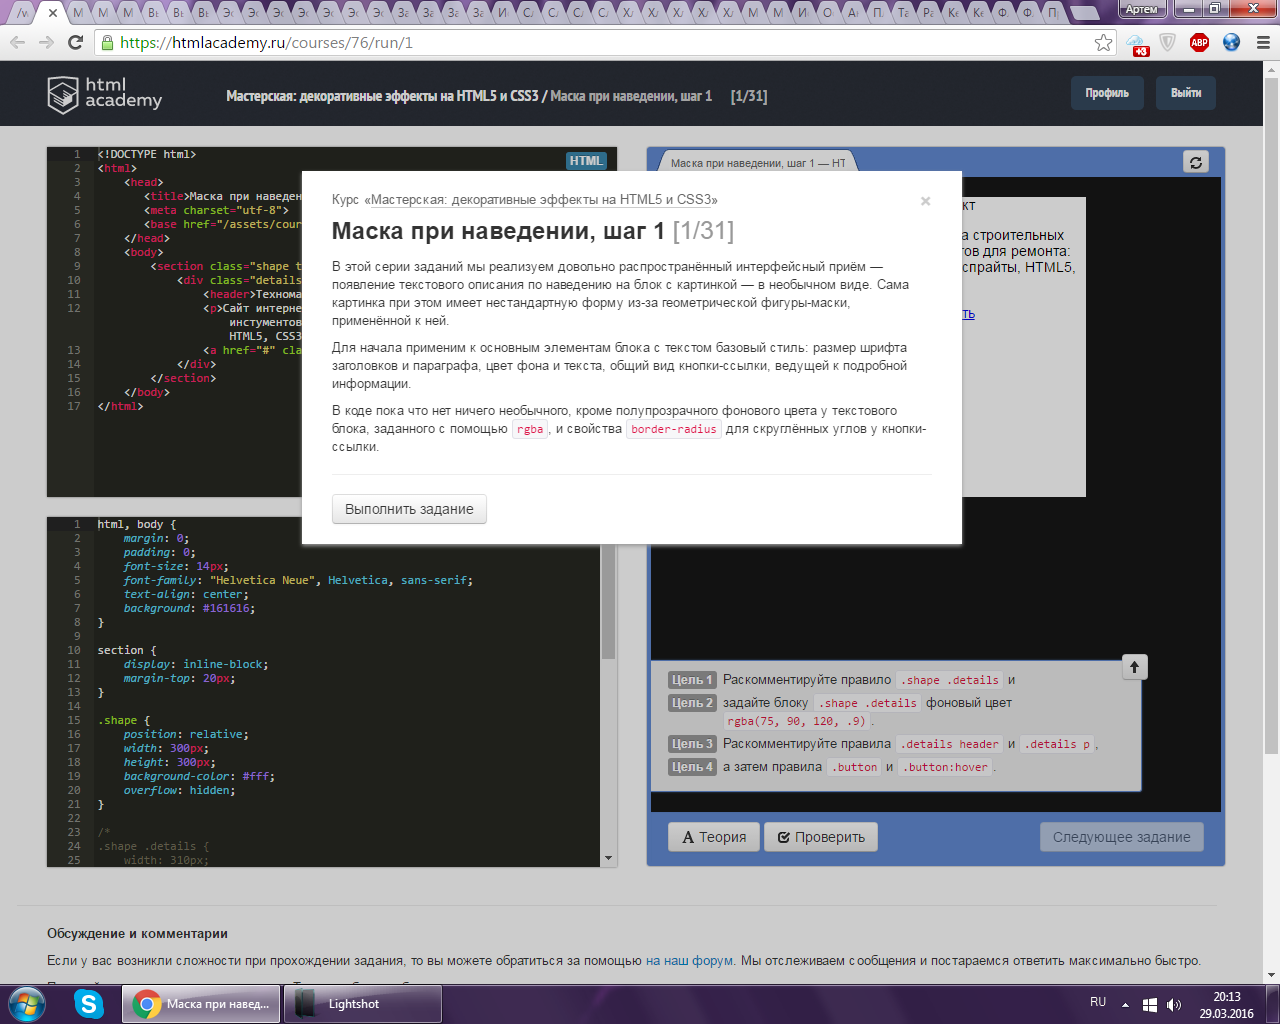 Артем
https://htmlacademy.ru/courses/76/run/1
+3
ABP
html
academy
Мастерская: декоративные эффекты на HTML5 и CSS3 / Маска при наведении, шаг 1 [1/31]
Профиль
Выйти
1 <!DOCTYPE html>
HTML
2 <html>
3 <head>
4 <title>Маска при наведен
5 <meta charset="utf-8">
6 <base href="/assets/cour
7 </head>
8 <body>
9 <section class="shape t
10 <div class="details
11 <header>Технома
12 <p>Сайт интерне
инстументов
HTML5, CSS3
13 <a href="#" clas
14 </div>
15 </section>
16 </body>
17 </html>
Маска при наведении, шаг 1 — HT
кт
а строительных
тов для ремонта:
спрайты, HTML5,
ть
Курс «Мастерская: декоративные эффекты на HTML5 и CSS3»
×
Маска при наведении, шаг 1 [1/31]
В этой серии заданий мы реализуем довольно распространённый интерфейсный приём —
появление текстового описания по наведению на блок с картинкой — в необычном виде. Сама
картинка при этом имеет нестандартную форму из-за геометрической фигуры-маски,
применённой к ней.
Для начала применим к основным элементам блока с текстом базовый стиль: размер шрифта
заголовков и параграфа, цвет фона и текста, общий вид кнопки-ссылки, ведущей к подробной
информации.
В коде пока что нет ничего необычного, кроме полупрозрачного фонового цвета у текстового
блока, заданного с помощью rgba, и свойства border-radius для скруглённых углов у кнопки-
ссылки.
Выполнить задание
1 html, body {
2 margin: 0;
3 padding: 0;
4 font-size: 14px;
5 font-family: "Helvetica Neue", Helvetica, sans-serif;
6 text-align: center;
7 background: #161616;
8 }
9
10 section {
11 display: inline-block;
12 margin-top: 20px;
13 }
14
15 .shape {
16 position: relative;
17 width: 300px;
18 height: 300px;
19 background-color: #fff;
20 overflow: hidden;
21 }
22
23 /*
24 .shape .details {
25 width: 310px;
Цель 1 Раскомментируйте правило .shape .details и
Цель 2 задайте блоку .shape .details фоновый цвет
rgba(75, 90, 120, .9).
Цель 3 Раскомментируйте правила .details header и .details p,
Цель 4 а затем правила .button и .button:hover.
Теория
Проверить
Следующее задание
Обсуждение и комментарии
Если у вас возникли сложности при прохождении задания, то вы можете обратиться за помощью на наш форум. Мы отслеживаем сообщения и постараемся ответить максимально быстро.
Маска при навед...
Lightshot
RU
20:13
29.03.2016